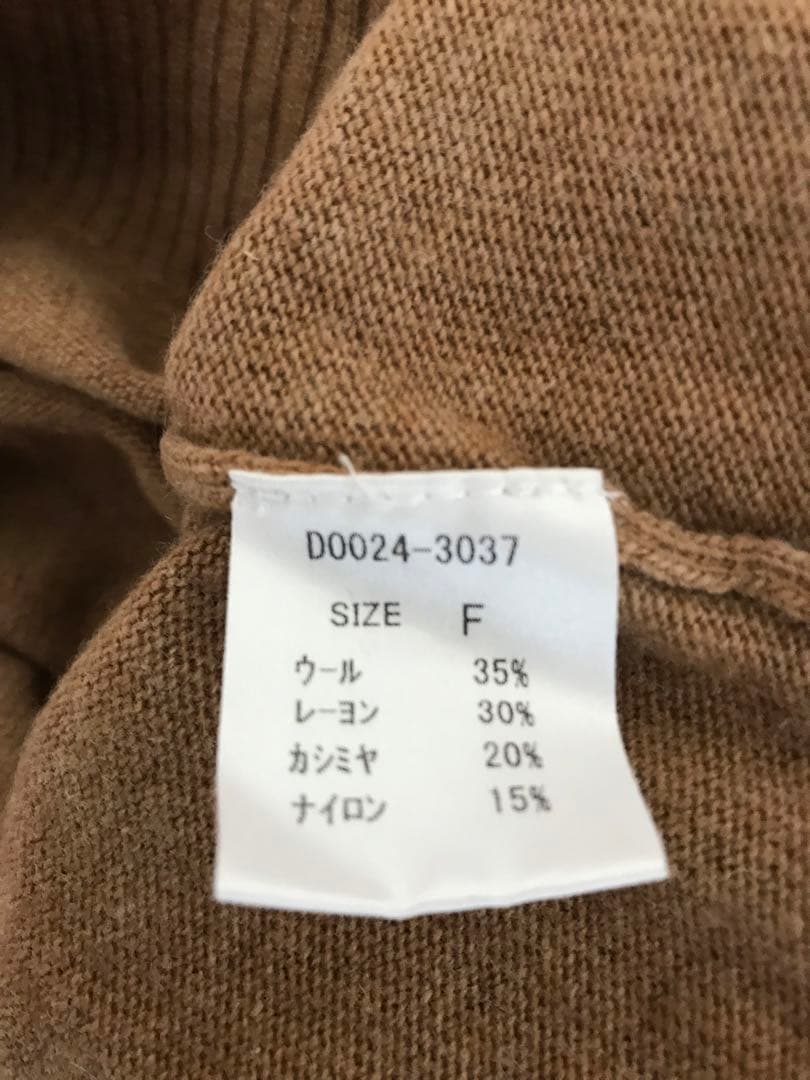 D0024-3037
SIZE F
ウール 35%
レーヨン 30%
カシミヤ 20%
ナイロン 15%